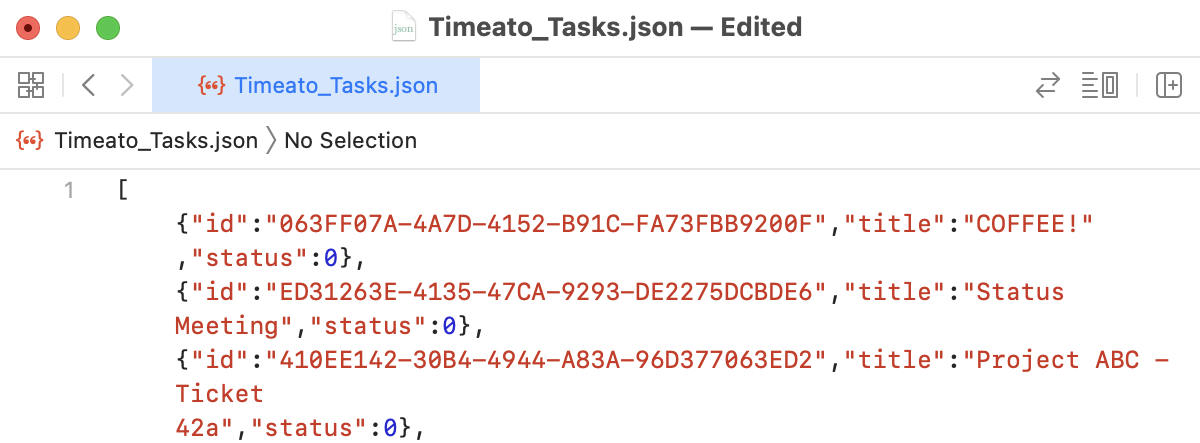 json
Timeato_Tasks.json — Edited
{“} Timeato_Tasks.json
{“} Timeato_Tasks.json 〉 No Selection
1 [
{"id":"063FF07A-4A7D-4152-B91C-FA73FBB9200F","title":"COFFEE!"
,"status":0},
{"id":"ED31263E-4135-47CA-9293-DE2275DCBDE6","title":"Status
Meeting","status":0},
{"id":"410EE142-30B4-4944-A83A-96D377063ED2","title":"Project ABC –
Ticket
42a","status":0},